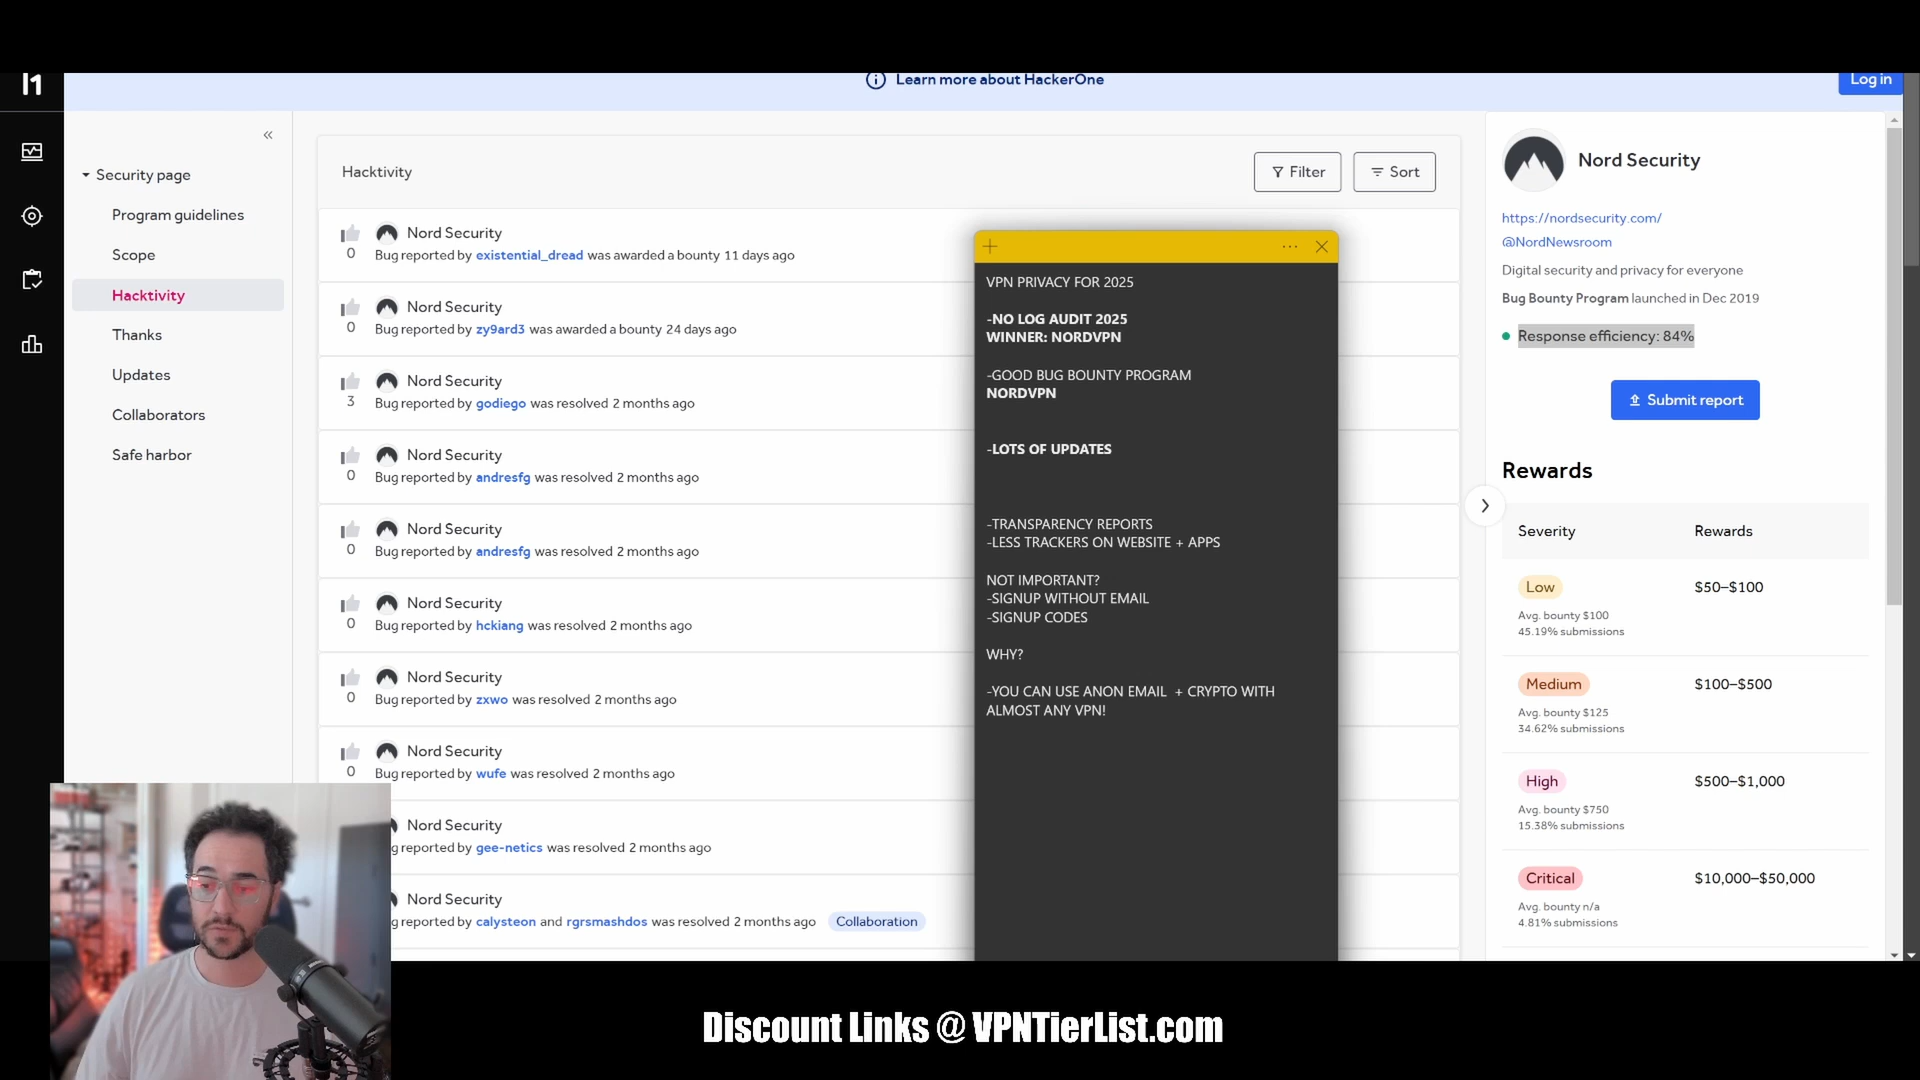 Learn more about HackerOne
Log in
Security page
Program guidelines
Scope
Hacktivity
Thanks
Updates
Collaborators
Safe harbor
Hacktivity
Filter
Sort
Nord Security
0
Bug reported by existential_dread was awarded a bounty 11 days ago
Nord Security
0
Bug reported by zy9ard3 was awarded a bounty 24 days ago
Nord Security
3
Bug reported by godiego was resolved 2 months ago
Nord Security
0
Bug reported by andresfg was resolved 2 months ago
Nord Security
0
Bug reported by andresfg was resolved 2 months ago
Nord Security
0
Bug reported by hckiang was resolved 2 months ago
Nord Security
0
Bug reported by zxwo was resolved 2 months ago
Nord Security
0
Bug reported by wufe was resolved 2 months ago
Nord Security
g reported by gee-netics was resolved 2 months ago
Nord Security
g reported by calysteon and rgrsmashdos was resolved 2 months ago Collaboration
VPN PRIVACY FOR 2025
-NO LOG AUDIT 2025
WINNER: NORDVPN
-GOOD BUG BOUNTY PROGRAM
NORDVPN
-LOTS OF UPDATES
-TRANSPARENCY REPORTS
-LESS TRACKERS ON WEBSITE + APPS
NOT IMPORTANT?
-SIGNUP WITHOUT EMAIL
-SIGNUP CODES
WHY?
-YOU CAN USE ANON EMAIL + CRYPTO WITH
ALMOST ANY VPN!
Nord Security
https://nordsecurity.com/
@NordNewsroom
Digital security and privacy for everyone
Bug Bounty Program launched in Dec 2019
Response efficiency: 84%
Submit report
Rewards
Severity Rewards
Low $50–$100
Avg. bounty $100
45.19% submissions
Medium $100–$500
Avg. bounty $125
34.62% submissions
High $500–$1,000
Avg. bounty $750
15.38% submissions
Critical $10,000–$50,000
Avg. bounty n/a
4.81% submissions
Discount Links @ VPNTierList.com